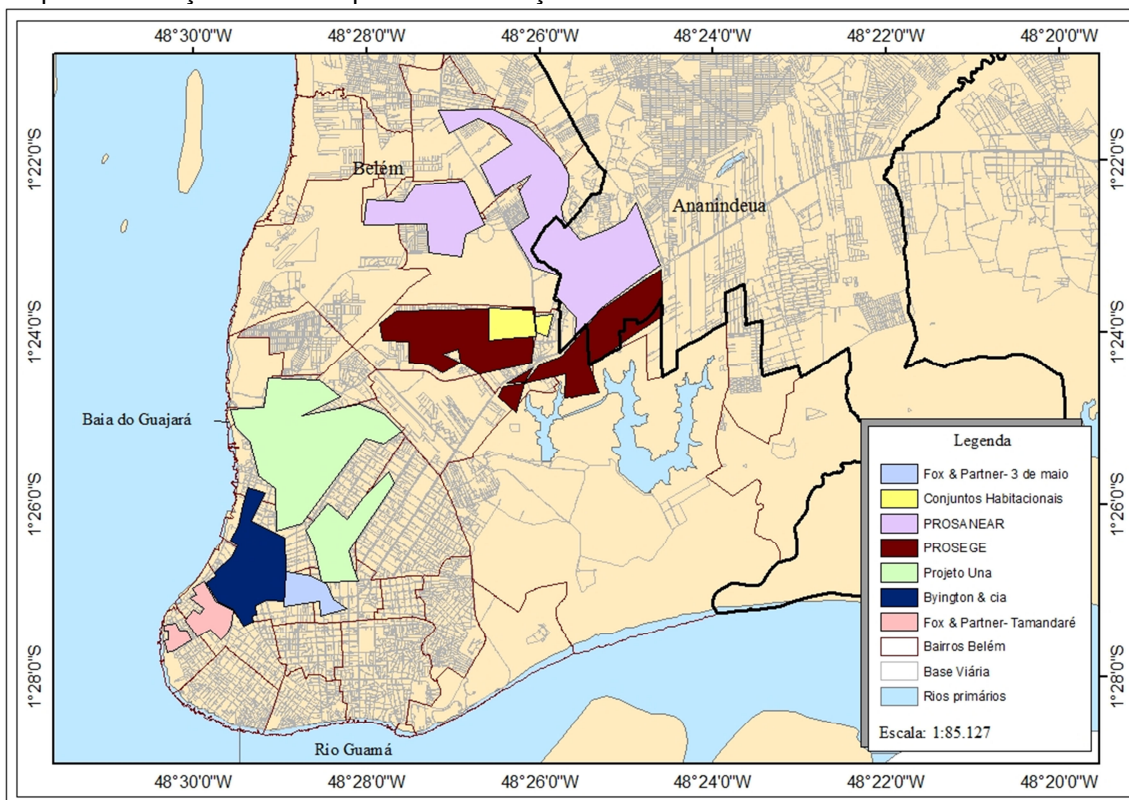 48°30'0"W 48°28'0"W 48°26'0"W 48°24'0"W 48°22'0"W 48°20'0"W
1°22'0"S 1°22'0"S
Belém
Ananindeua
1°24'0"S 1°24'0"S
Baia do Guajará
Legenda
Fox & Partner- 3 de maio
Conjuntos Habitacionais
PROSANEAR
PROSEGE
Projeto Una
Byington & cia
Fox & Partner- Tamandaré
Bairros Belém
Base Viária
Rios primários
Escala: 1:85.127
1°26'0"S 1°26'0"S
1°28'0"S 1°28'0"S
Rio Guamá
48°30'0"W 48°28'0"W 48°26'0"W 48°24'0"W 48°22'0"W 48°20'0"W